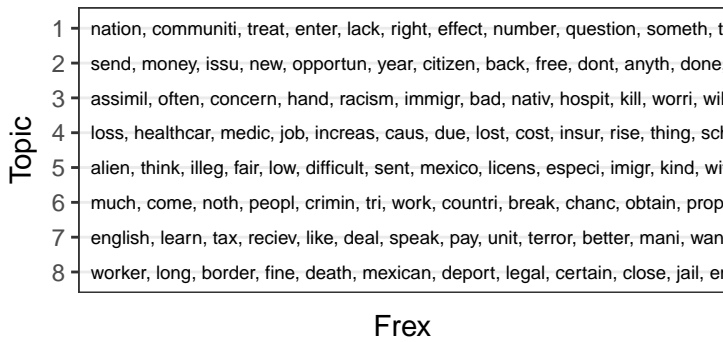 Topic
1 nation, communiti, treat, enter, lack, right, effect, number, question, someth,
2 send, money, issu, new, opportun, year, citizen, back, free, dont, anyth, done,
3 assimil, often, concern, hand, racism, immigr, bad, nativ, hospit, kill, worri,
4 loss, healthcar, medic, job, increas, caus, due, lost, cost, insur, rise, thing,
5 alien, think, illeg, fair, low, difficult, sent, mexico, licens, especi, imigr, kind,
6 much, come, noth, peopl, crimin, tri, work, countri, break, chanc, obtain,
7 english, learn, tax, reciev, like, deal, speak, pay, unit, terror, better, mani,
8 worker, long, border, fine, death, mexican, deport, legal, certain, close, jail,
Frex